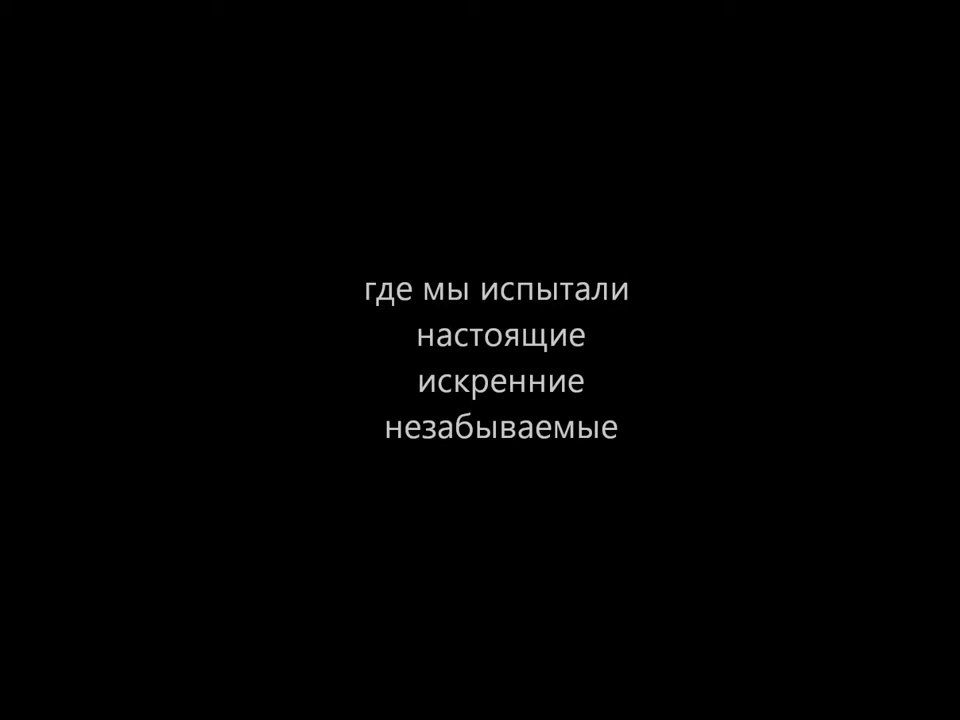 где мы испытали
настоящие
искренние
незабываемые